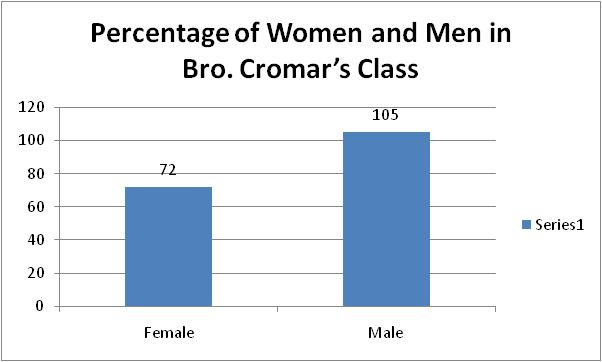 Percentage of Women and Men in
Bro. Cromar’s Class
120
100
80
60
40
20
0
72
105
Female
Male
Series1